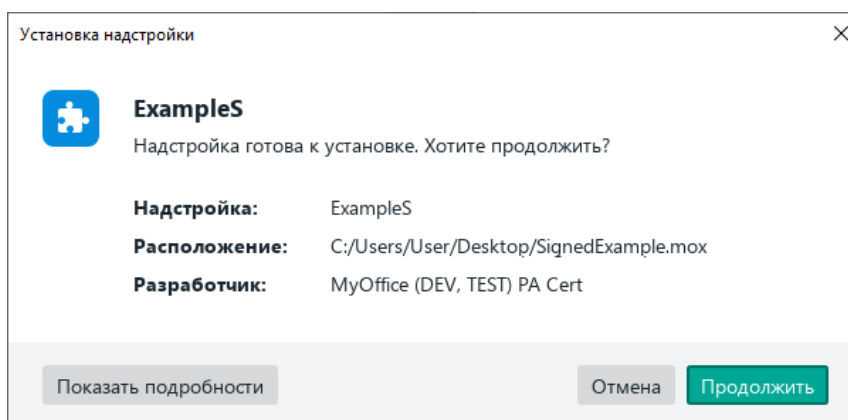 Установка надстройки
ExampleS
Надстройка готова к установке. Хотите продолжить?
Надстройка: ExampleS
Расположение: C:/Users/User/Desktop/SignedExample.mox
Разработчик: MyOffice (DEV, TEST) PA Cert
Показать подробности Отмена Продолжить